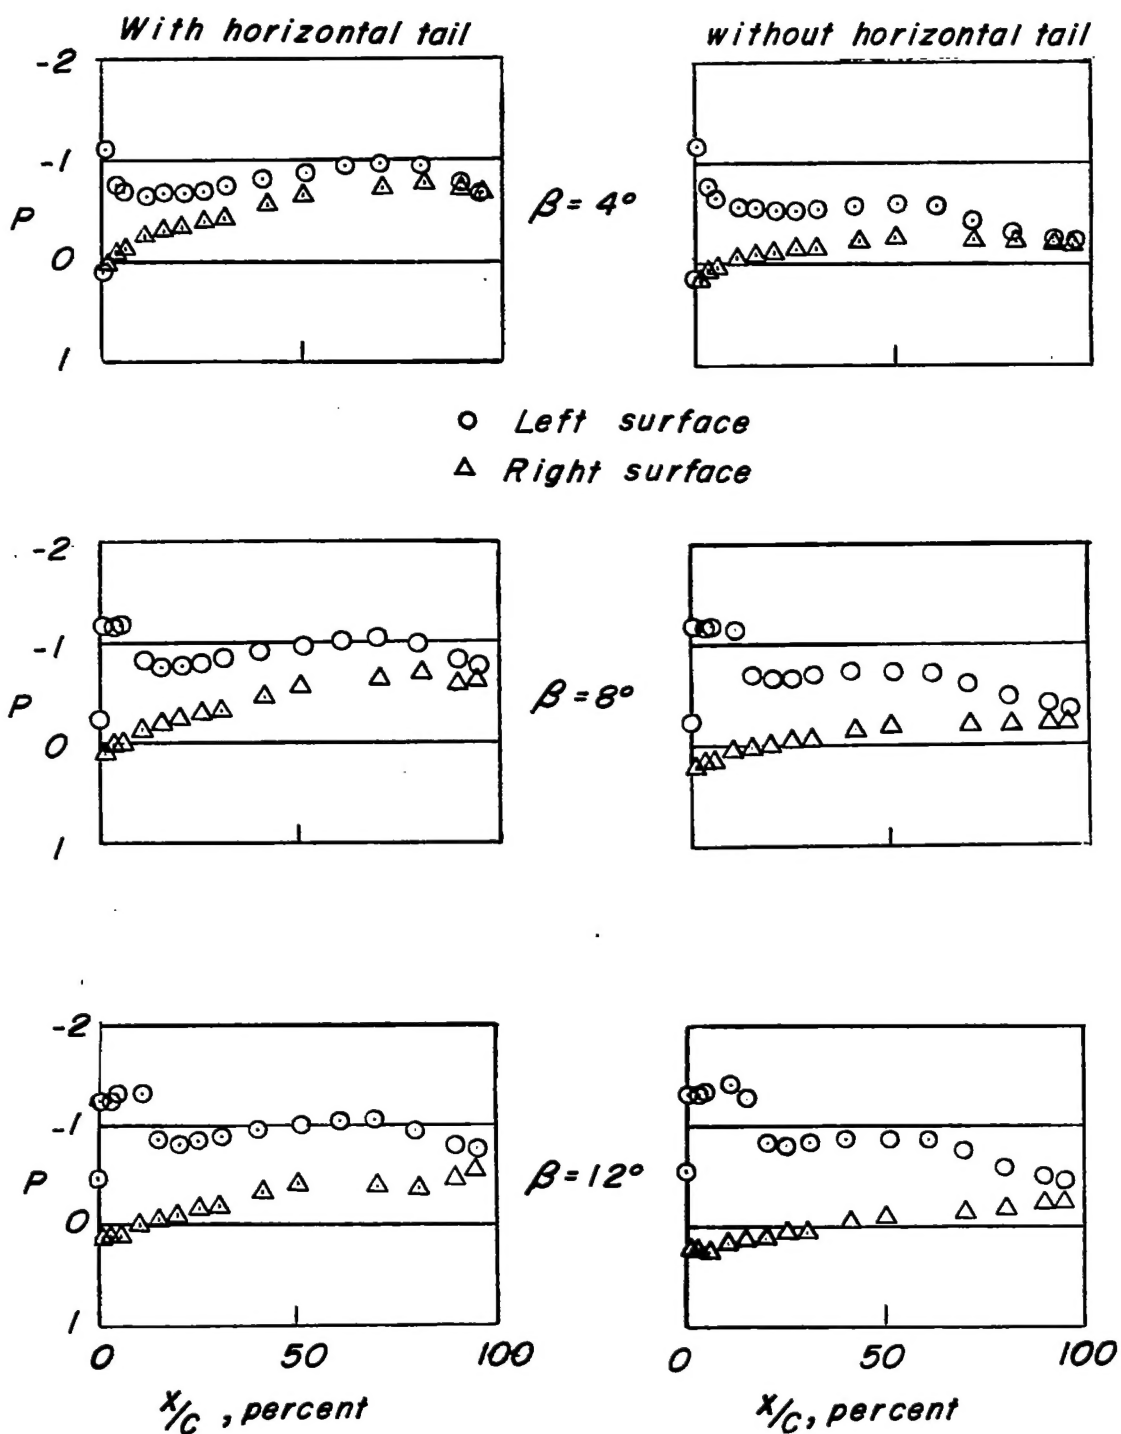 With horizontal tail
without horizontal tail
-2
-1
P
0
1
β = 4°
Left surface
Right surface
-2
-1
P
0
1
β = 8°
-2
-1
P
0
1
β = 12°
0 50 100
0 50 100
x/c , percent
x/c, percent